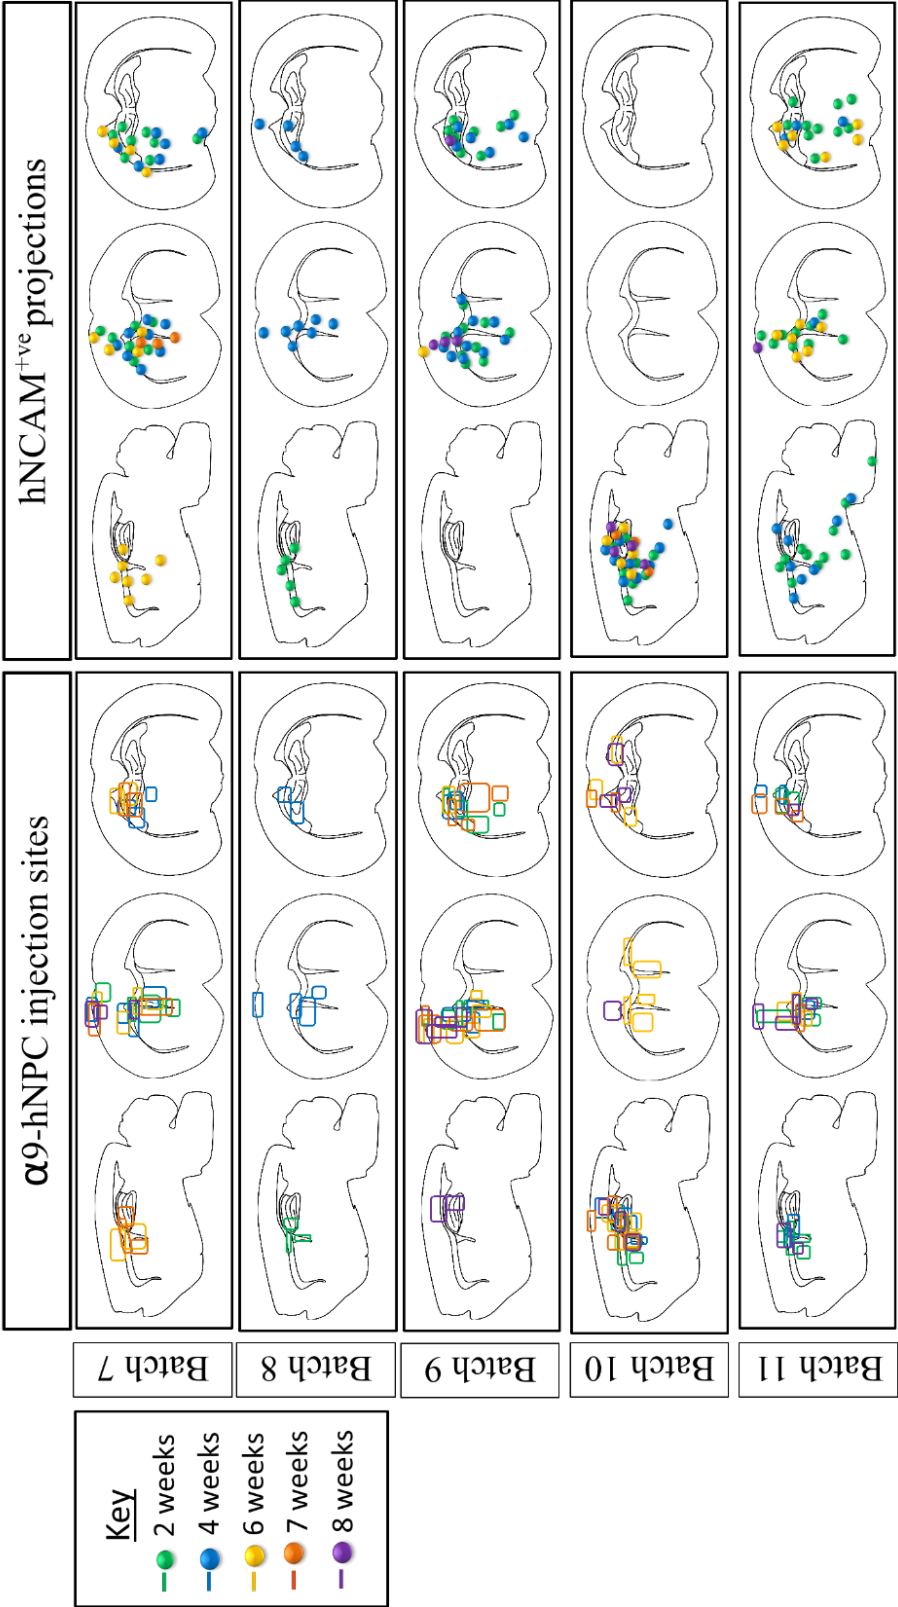 α9-hNPC injection sites
hNCAM⁺ᵛᵉ projections
Batch 7
Batch 8
Batch 9
Batch 10
Batch 11
Key
2 weeks
4 weeks
6 weeks
7 weeks
8 weeks